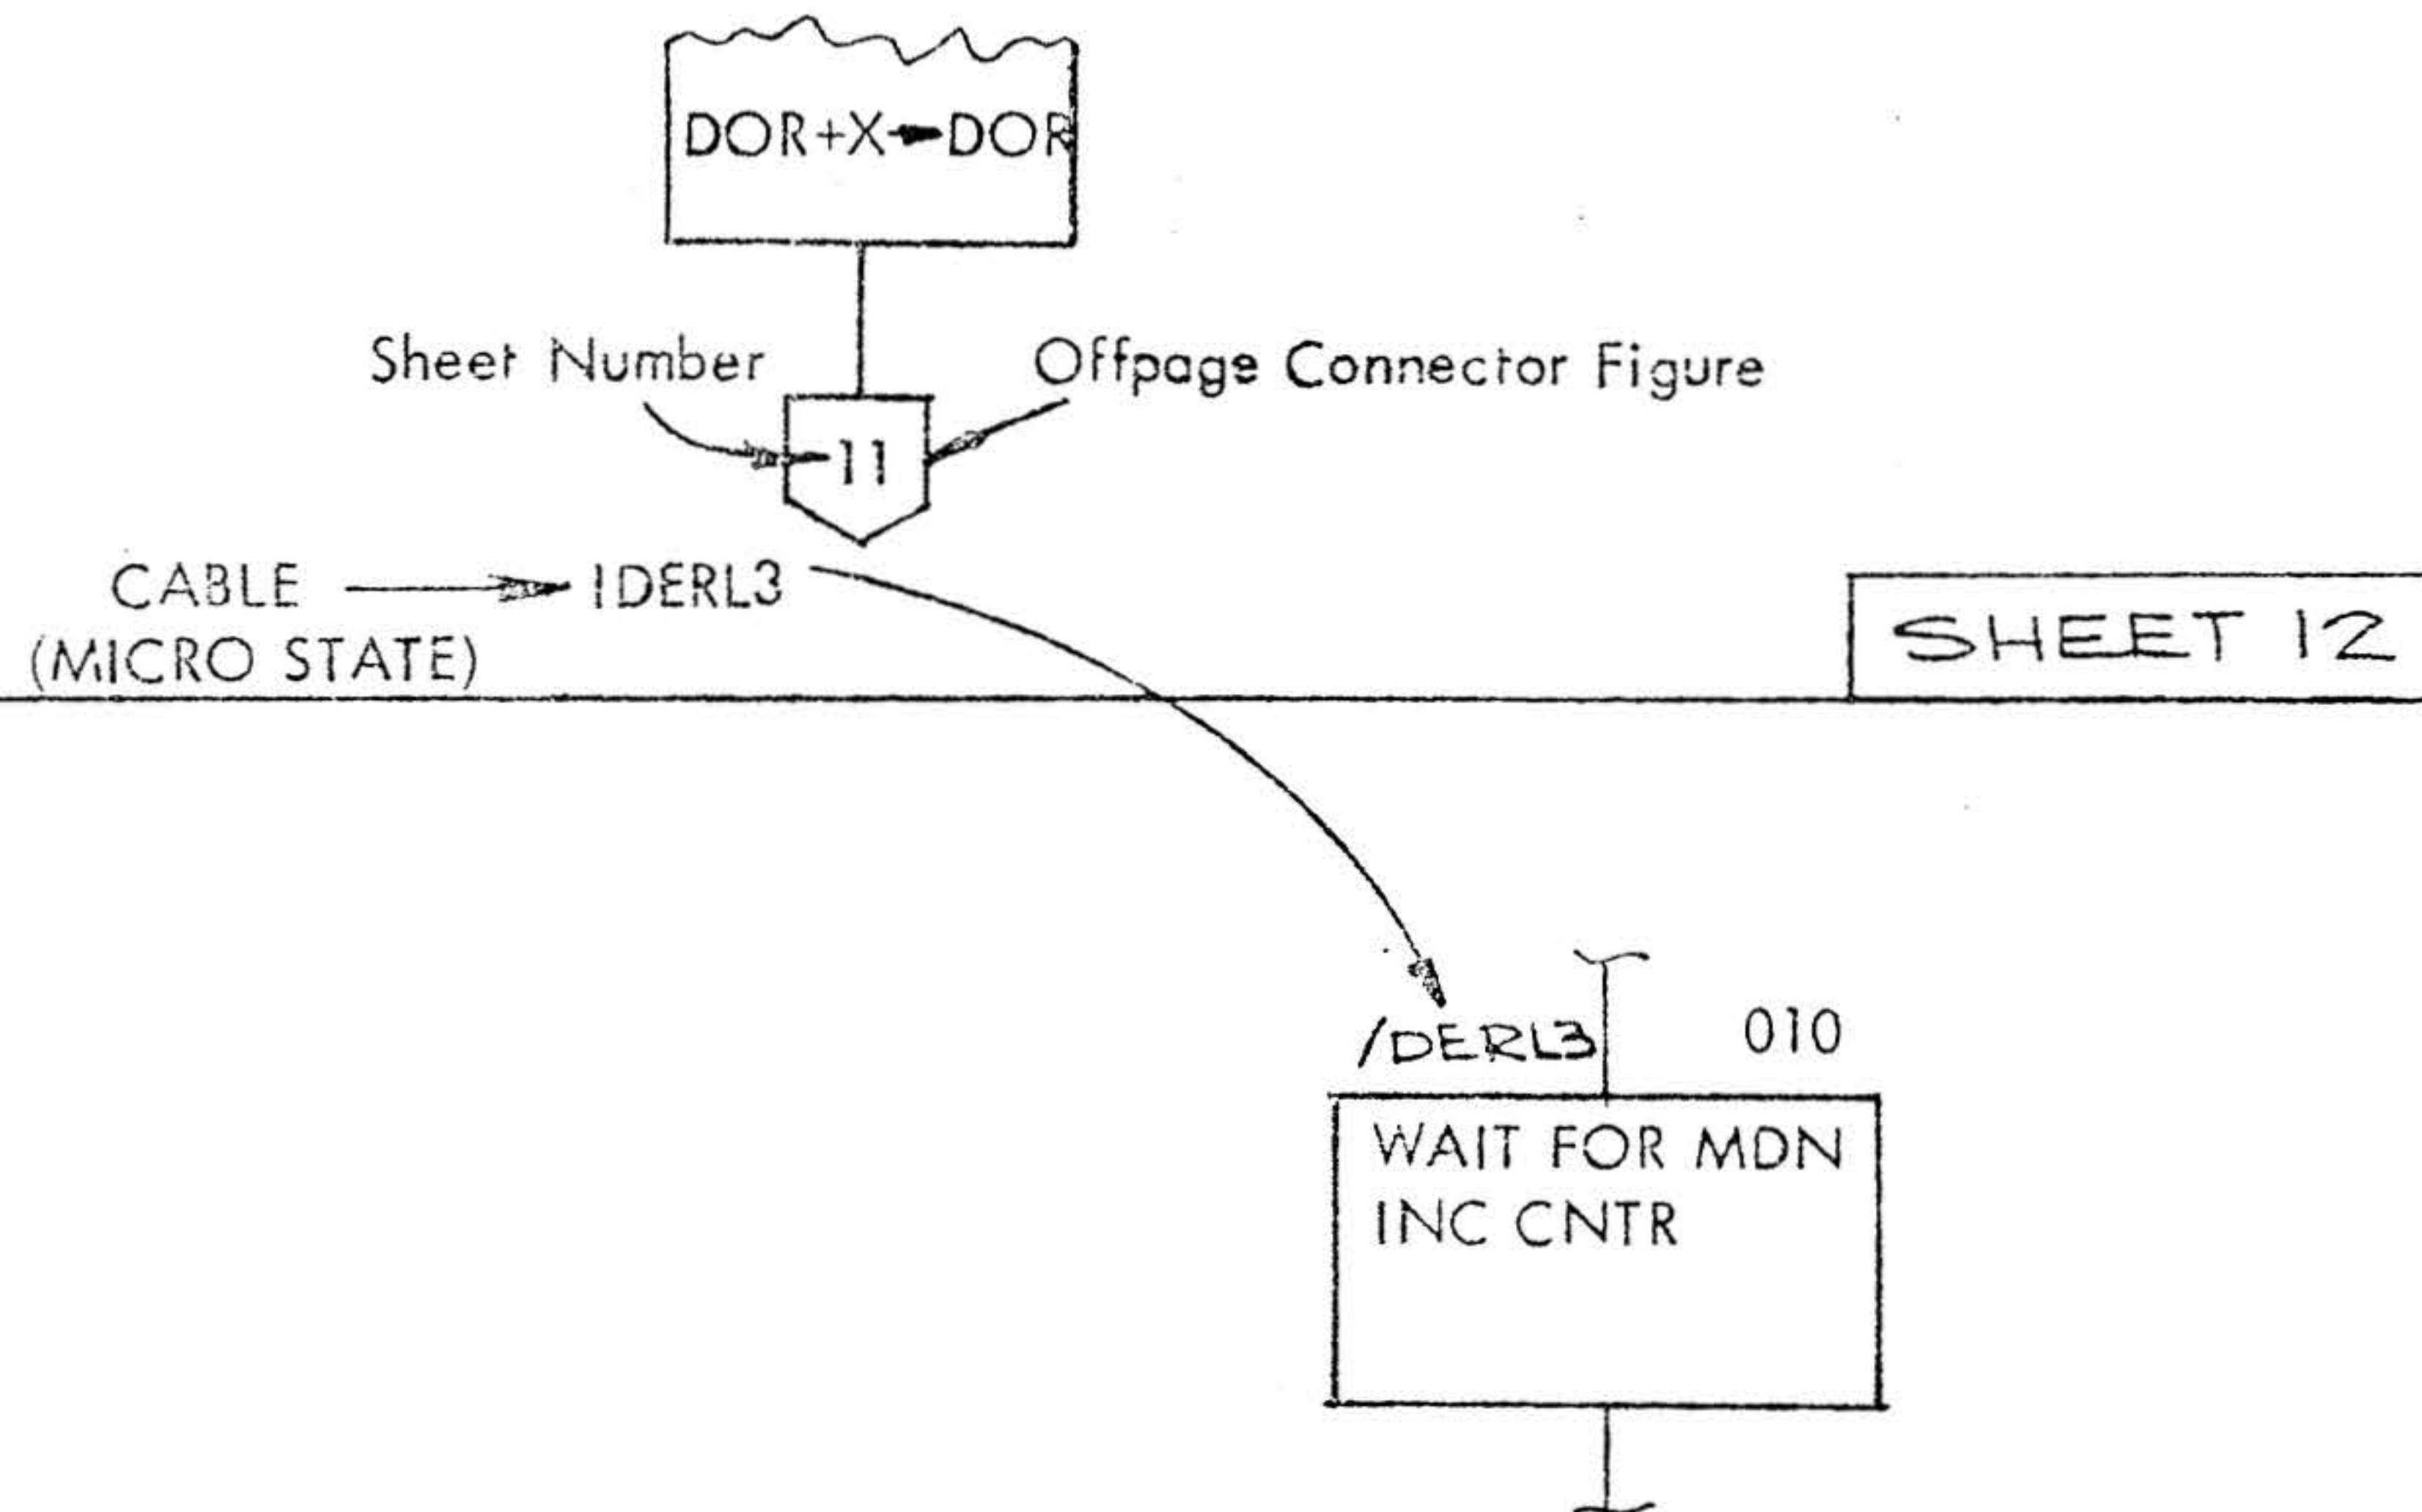 DOR+X→DOR
Sheet Number
Offpage Connector Figure
11
CABLE → IDERL3
(MICRO STATE)
SHEET 12
/DERL3
010
WAIT FOR MDN
INC CNTR